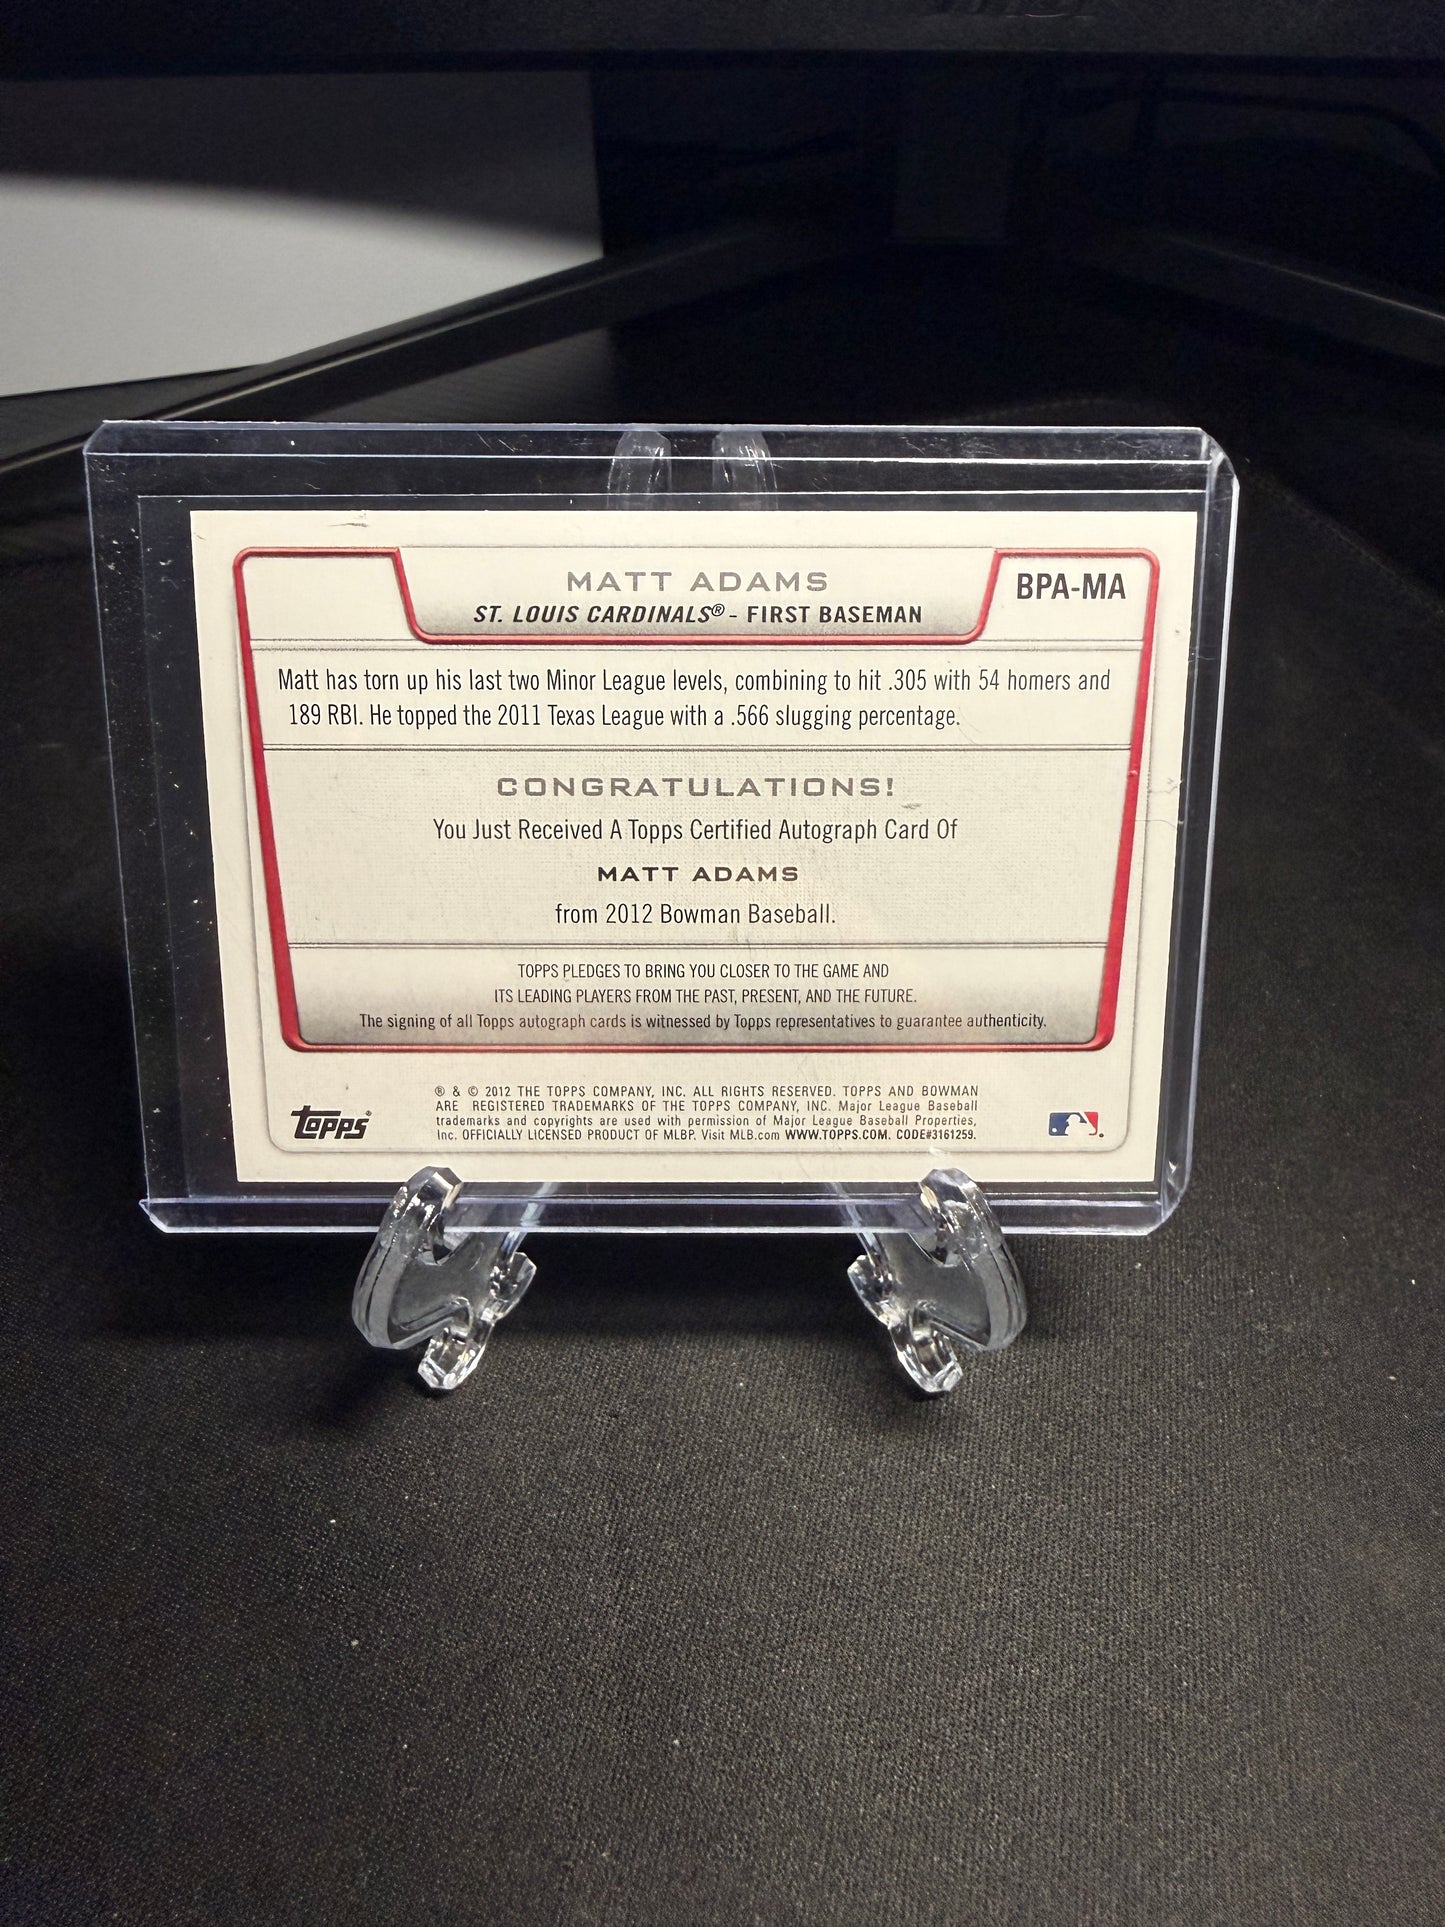 MATT ADAMS
BPA-MA
ST. LOUIS CARDINALS® - FIRST BASEMAN
Matt has torn up his last two Minor League levels, combining to hit .305 with 54 homers and
189 RBI. He topped the 2011 Texas League with a .566 slugging percentage.
CONGRATULATIONS!
You Just Received A Topps Certified Autograph Card Of
MATT ADAMS
from 2012 Bowman Baseball.
TOPPS PLEDGES TO BRING YOU CLOSER TO THE GAME AND
ITS LEADING PLAYERS FROM THE PAST, PRESENT, AND THE FUTURE.
The signing of all Topps autograph cards is witnessed by Topps representatives to guarantee authenticity.
® & © 2012 THE TOPPS COMPANY, INC. ALL RIGHTS RESERVED. TOPPS AND BOWMAN
ARE REGISTERED TRADEMARKS OF THE TOPPS COMPANY, INC. Major League Baseball
trademarks and copyrights are used with permission of Major League Baseball Properties,
Inc. OFFICIALLY LICENSED PRODUCT OF MLBP. Visit MLB.com WWW.TOPPS.COM. CODE#3161259.
Topps®